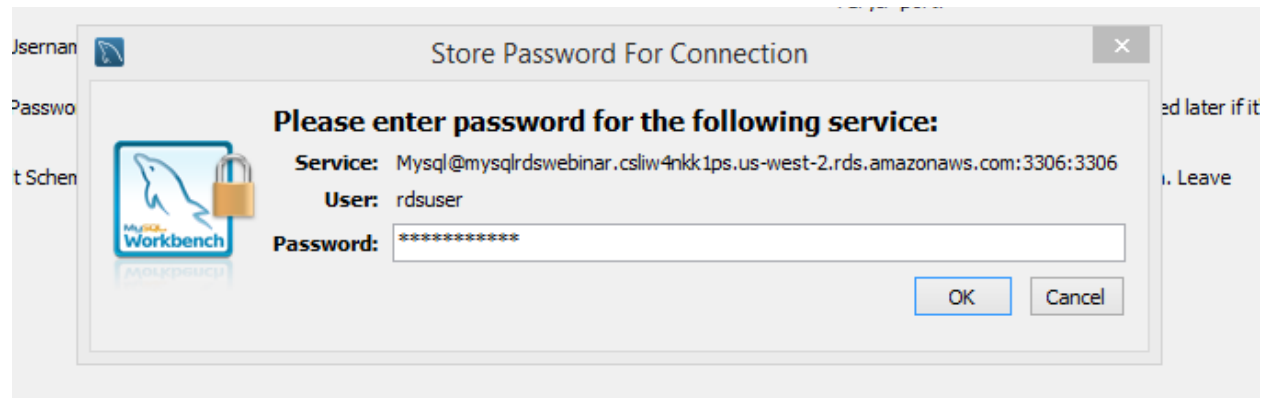 Store Password For Connection
Please enter password for the following service:
ed later if it
Service: Mysql@mysqlrdswebinar.csliw4nkk1ps.us-west-2.rds.amazonaws.com:3306:3306
. Leave
User: rdsuser
Password: ***********
MySQL
Workbench
OK Cancel